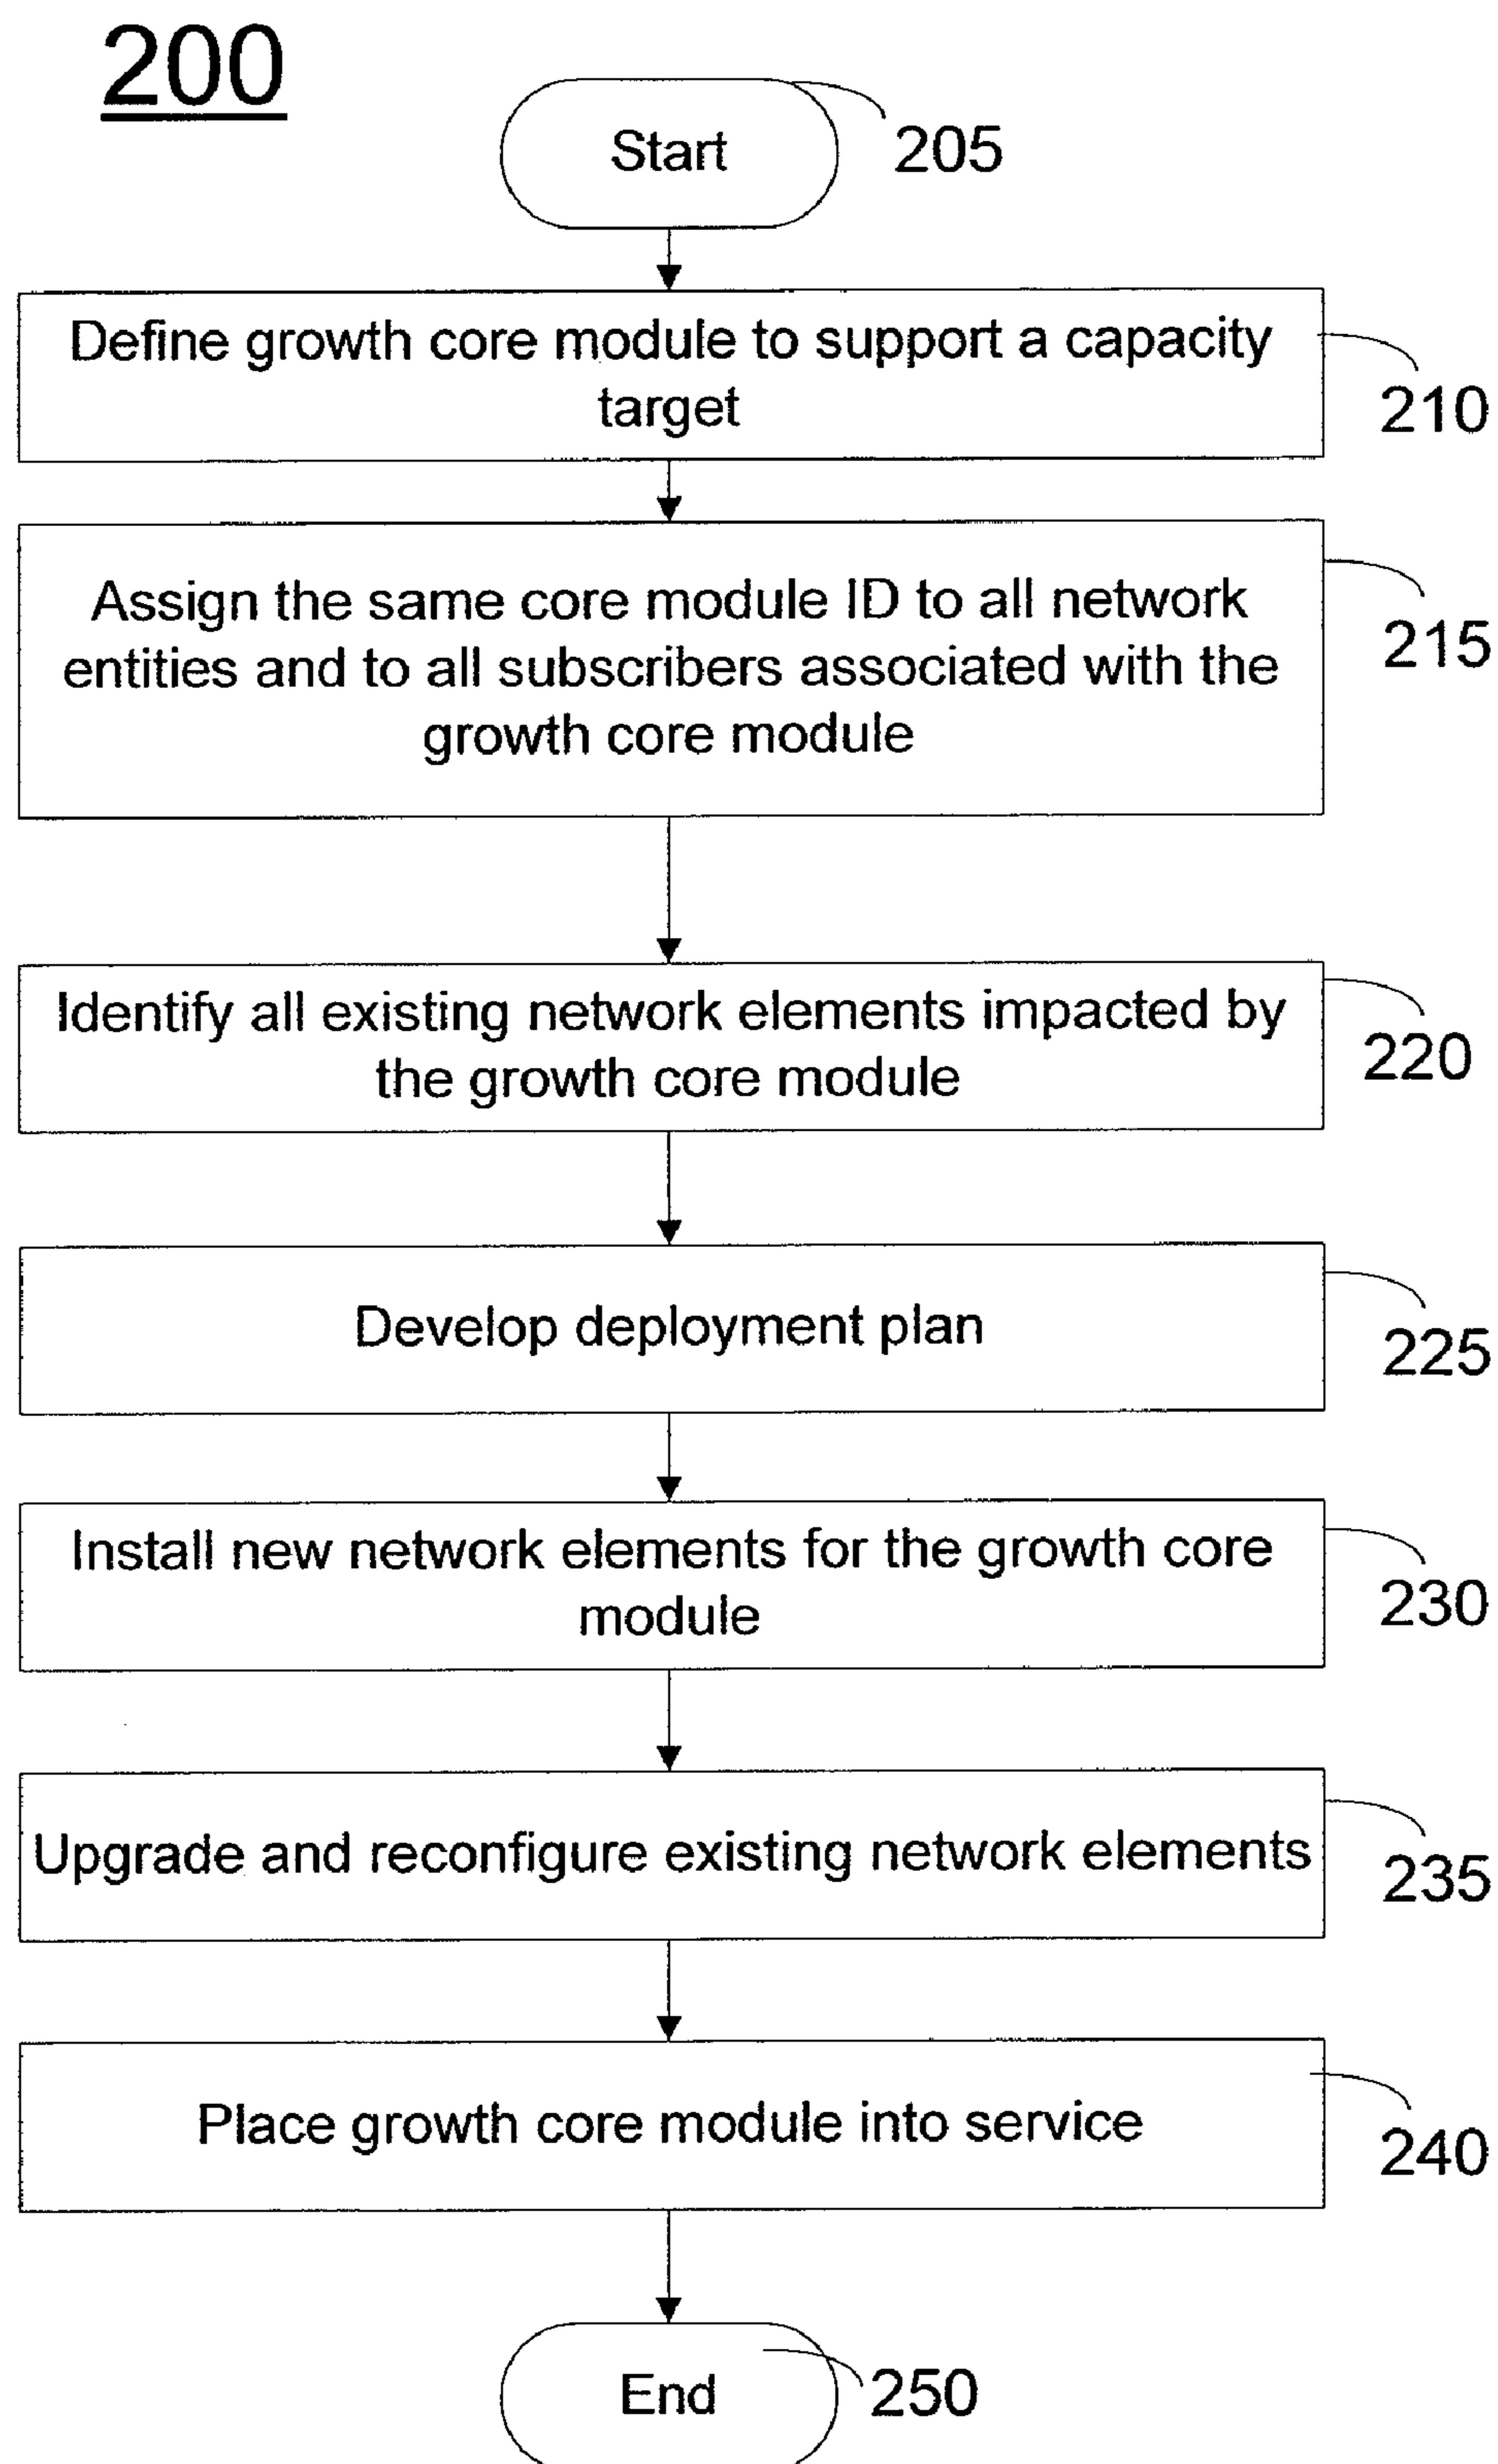 200
Start
205
Define growth core module to support a capacity
target
210
Assign the same core module ID to all network
entities and to all subscribers associated with the
growth core module
215
Identify all existing network elements impacted by
the growth core module
220
Develop deployment plan
225
Install new network elements for the growth core
module
230
Upgrade and reconfigure existing network elements
235
Place growth core module into service
240
End
250